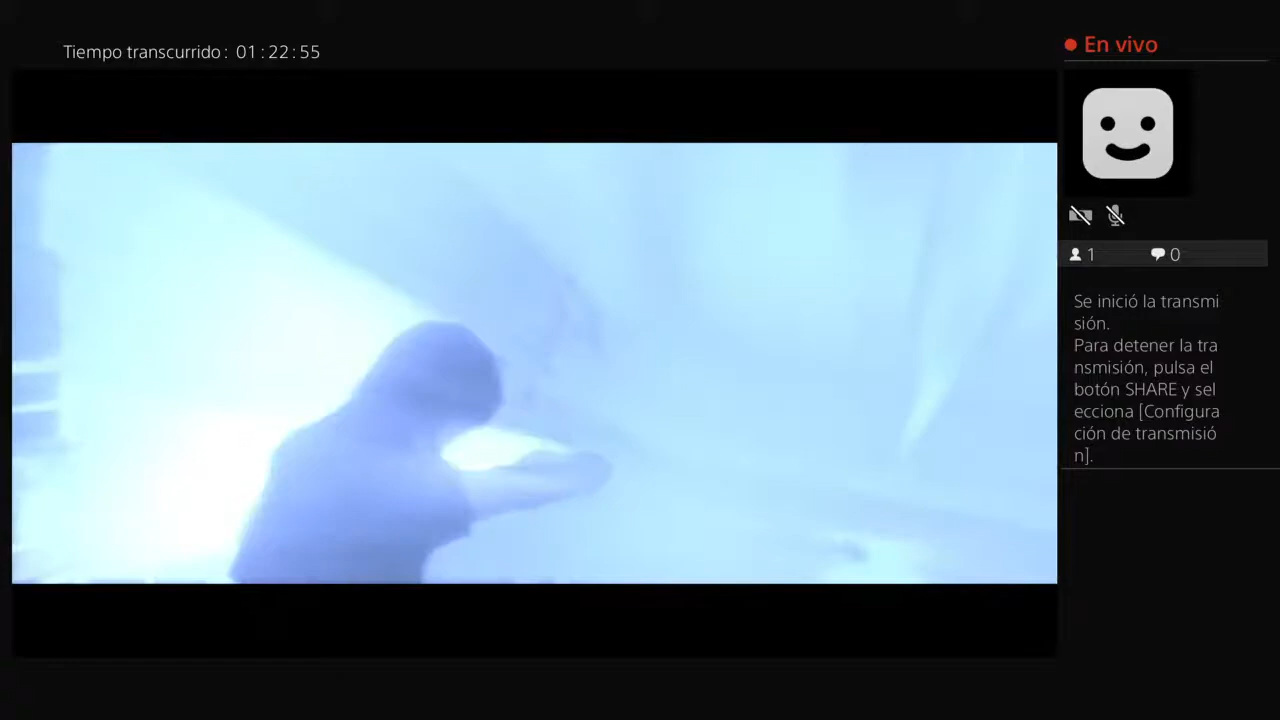 Tiempo transcurrido: 01:22:55
En vivo
1
0
Se inició la transmi
sión.
Para detener la tra
nsmisión, pulsa el
botón SHARE y sel
ecciona [Configura
ción de transmisió
n].